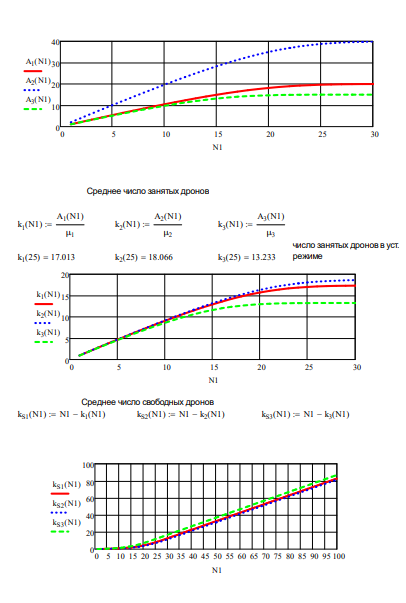 40
A1(N1) 30
A2(N1) 20
A3(N1) 10
0
0 5 10 15 20 25 30
N1
Среднее число занятых дронов
k1(N1) := A1(N1)/μ1 k2(N1) := A2(N1)/μ2 k3(N1) := A3(N1)/μ3
число занятых дронов в уст.
режиме
k1(25) = 17.013 k2(25) = 18.066 k3(25) = 13.233
20
k1(N1) 15
k2(N1) 10
k3(N1) 5
0
0 5 10 15 20 25 30
N1
Среднее число свободных дронов
kS1(N1) := N1 − k1(N1) kS2(N1) := N1 − k2(N1) kS3(N1) := N1 − k3(N1)
100
kS1(N1) 80
60
kS2(N1) 40
kS3(N1) 20
0
0 5 10 15 20 25 30 35 40 45 50 55 60 65 70 75 80 85 90 95 100
N1